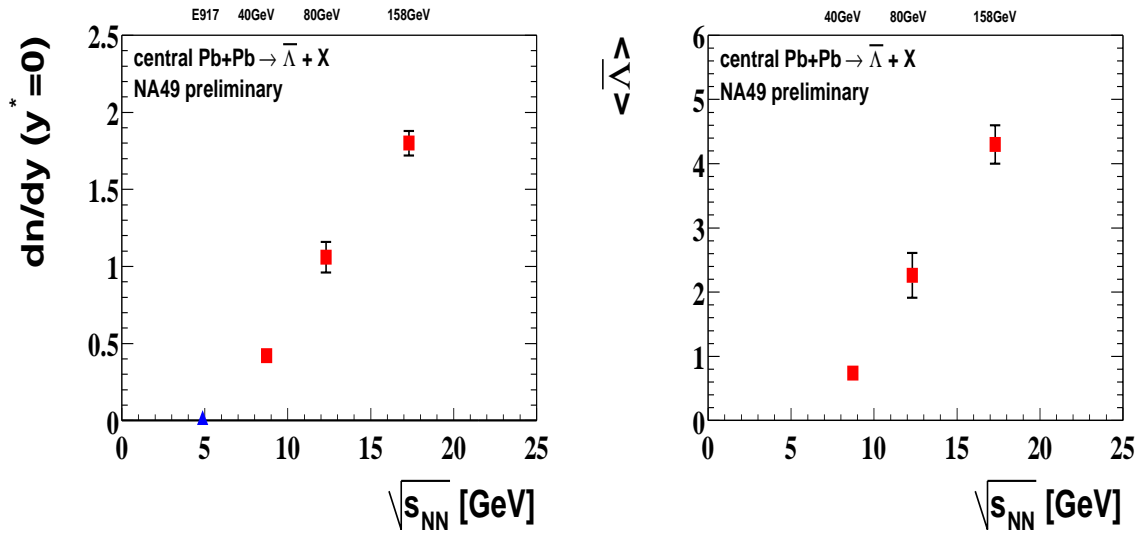 E917 40GeV 80GeV 158GeV
dn/dy (y* =0)
central Pb+Pb → Λ̅ + X
NA49 preliminary
2.5
2
1.5
1
0.5
0
0 5 10 15 20 25
√sNN [GeV]
40GeV 80GeV 158GeV
<Λ̅>
central Pb+Pb → Λ̅ + X
NA49 preliminary
6
5
4
3
2
1
0
0 5 10 15 20 25
√sNN [GeV]